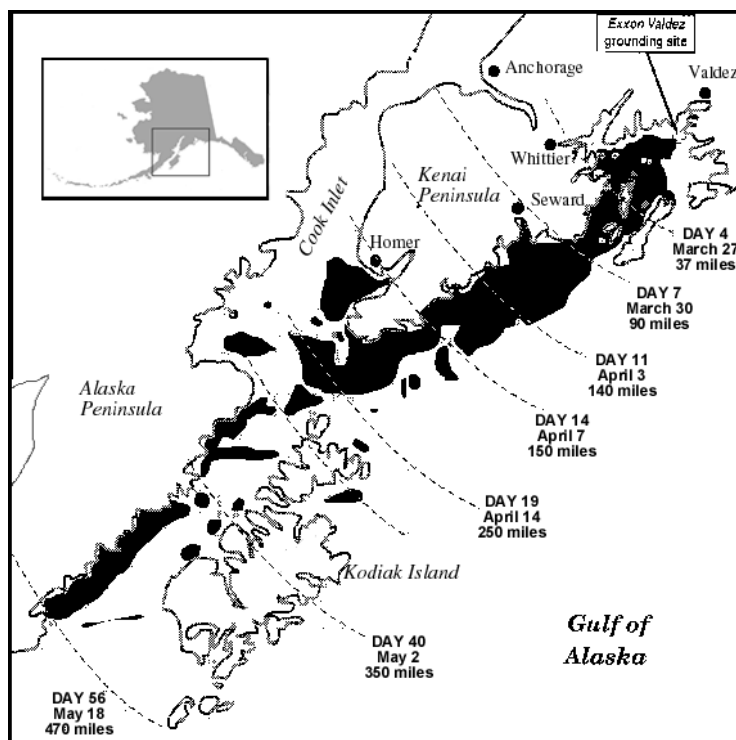 Exxon Valdez
grounding site
Anchorage
Valdez
Whittier
Kenai
Peninsula
Seward
Cook Inlet
Homer
DAY 4
March 27
37 miles
DAY 7
March 30
90 miles
DAY 11
April 3
140 miles
Alaska
Peninsula
DAY 14
April 7
150 miles
DAY 19
April 14
250 miles
Kodiak Island
Gulf of
Alaska
DAY 40
May 2
350 miles
DAY 56
May 18
470 miles